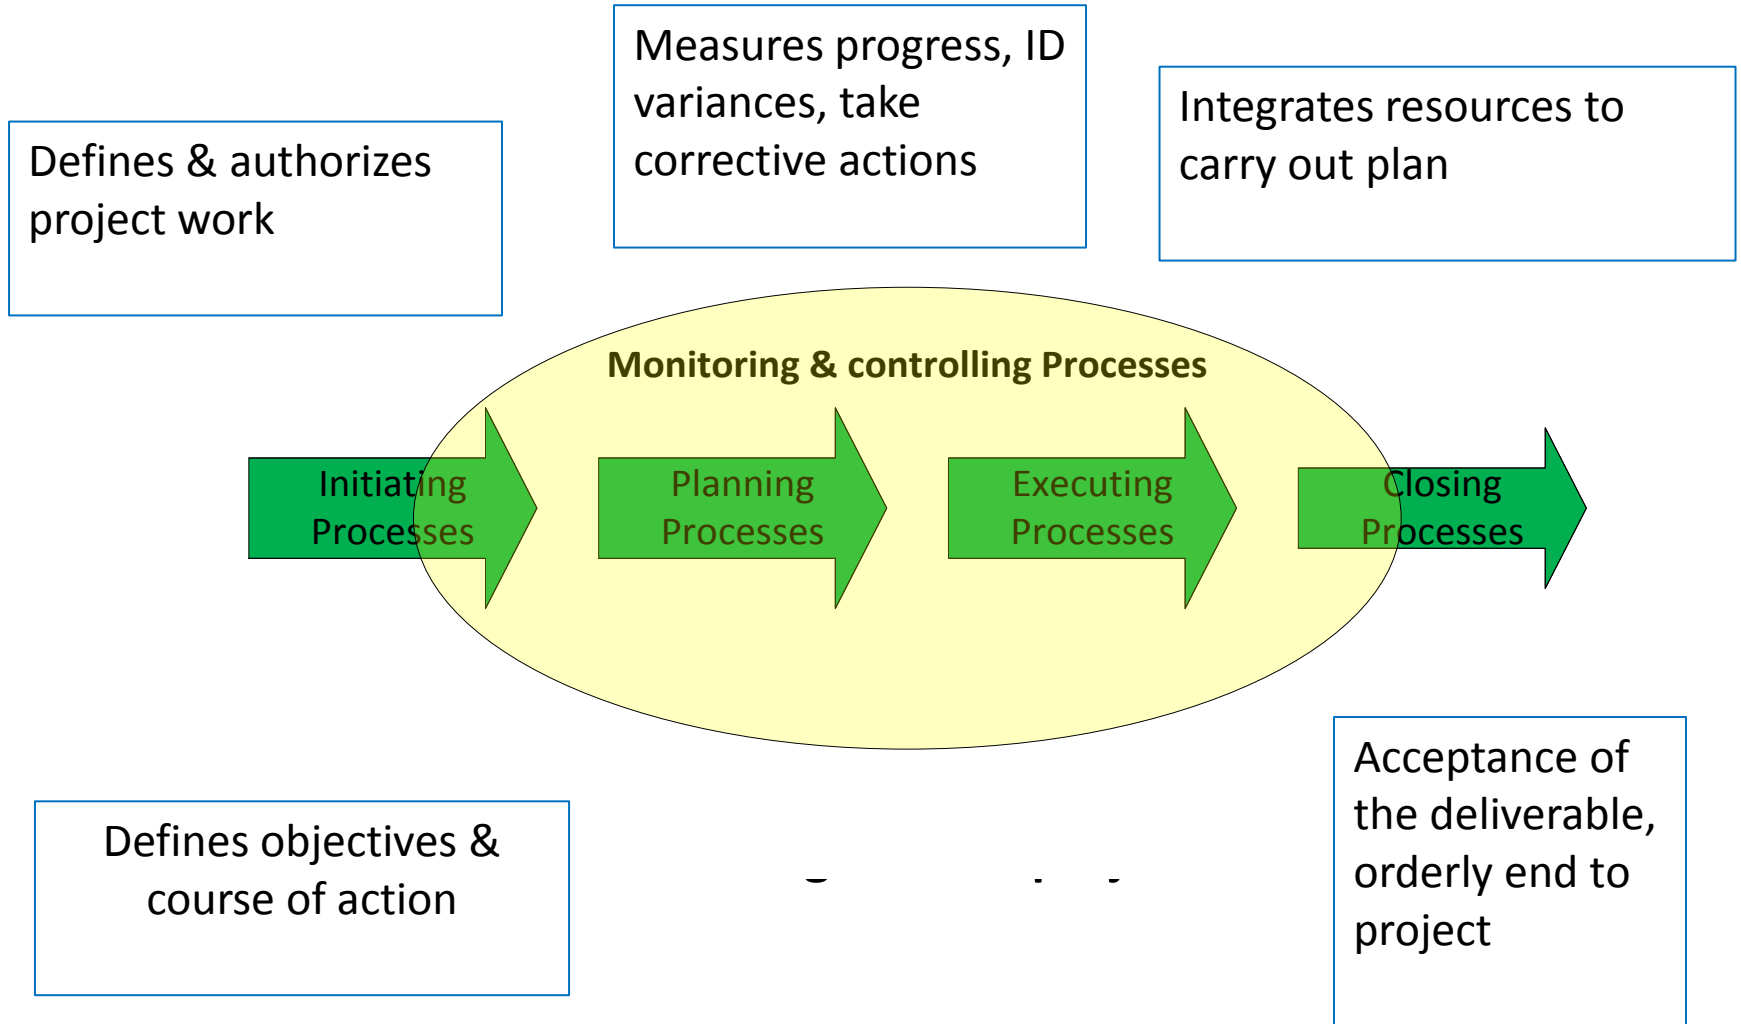 Measures progress, ID
variances, take
corrective actions
Integrates resources to
carry out plan
Defines & authorizes
project work
Monitoring & controlling Processes
Initiating
Processes
Planning
Processes
Executing
Processes
Closing
Processes
Defines objectives &
course of action
Acceptance of
the deliverable,
orderly end to
project